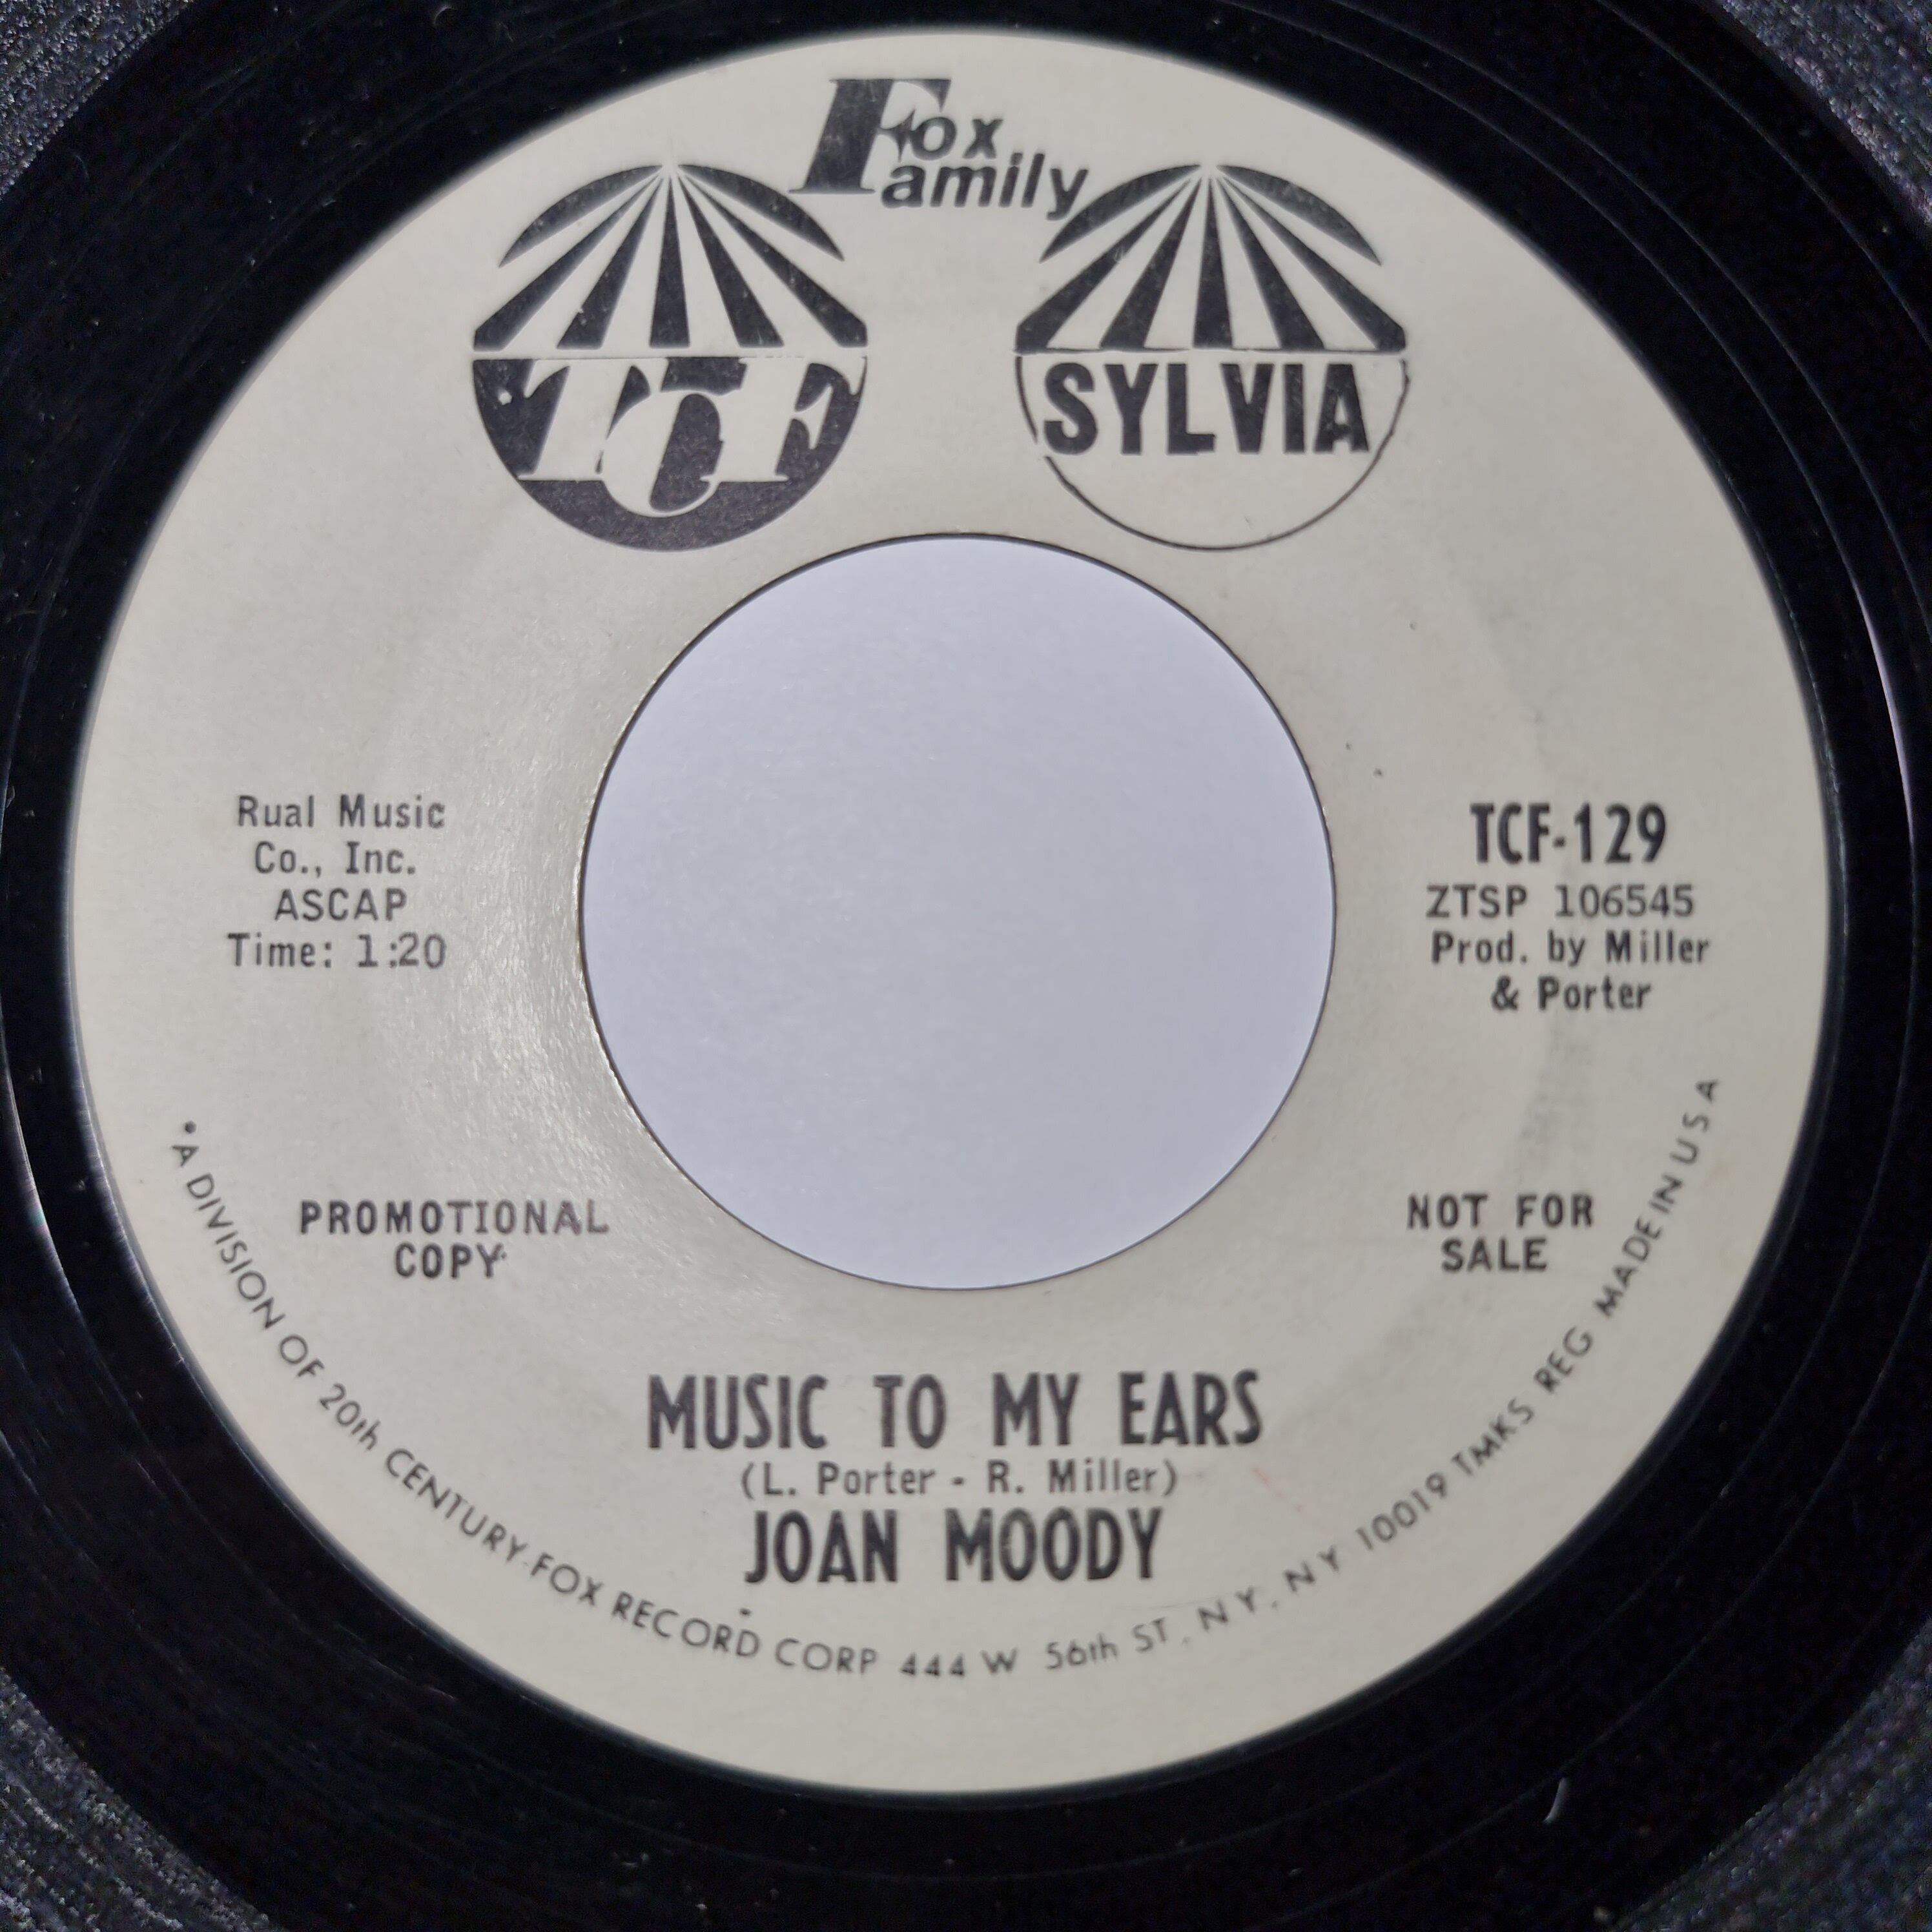 Fox
Family
TCF
SYLVIA
Rual Music
Co., Inc.
ASCAP
Time: 1:20
TCF-129
ZTSP 106545
Prod. by Miller
& Porter
PROMOTIONAL
COPY
NOT FOR
SALE
MUSIC TO MY EARS
(L. Porter - R. Miller)
JOAN MOODY
•A DIVISION OF 20th CENTURY-FOX RECORD CORP 444 W 56th ST, N Y, N Y 10019 TMKS REG MADE IN U S A